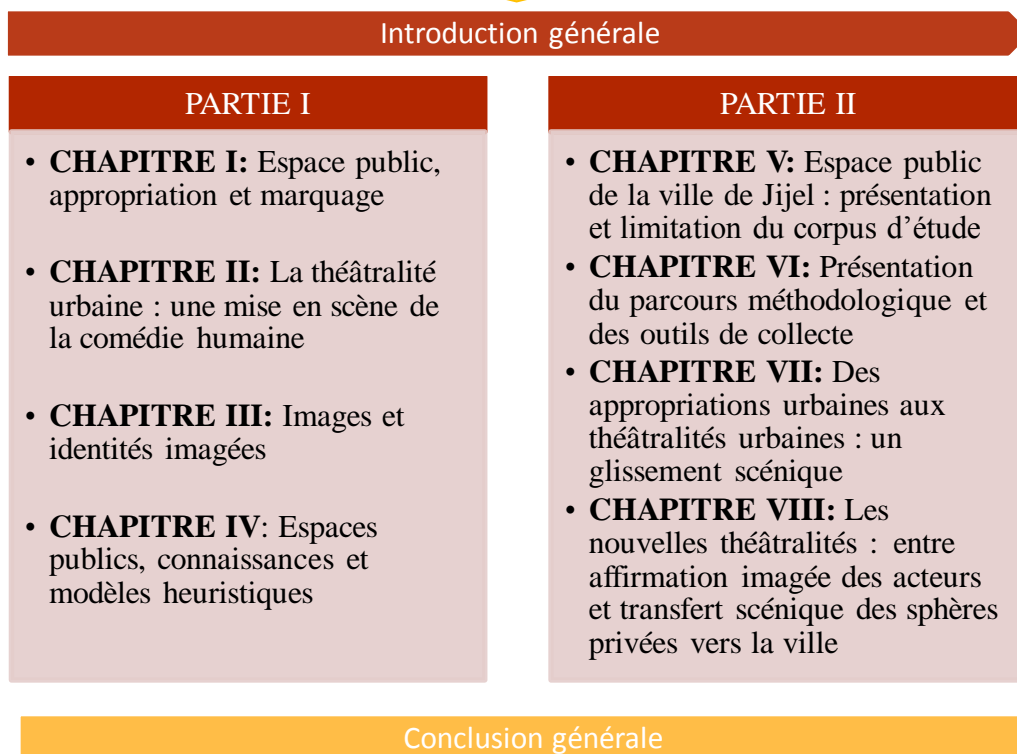 Introduction générale
PARTIE I
• CHAPITRE I: Espace public,
appropriation et marquage
• CHAPITRE II: La théâtralité
urbaine : une mise en scène de
la comédie humaine
• CHAPITRE III: Images et
identités imagées
• CHAPITRE IV: Espaces
publics, connaissances et
modèles heuristiques
PARTIE II
• CHAPITRE V: Espace public
de la ville de Jijel : présentation
et limitation du corpus d’étude
• CHAPITRE VI: Présentation
du parcours méthodologique et
des outils de collecte
• CHAPITRE VII: Des
appropriations urbaines aux
théâtralités urbaines : un
glissement scénique
• CHAPITRE VIII: Les
nouvelles théâtralités : entre
affirmation imagée des acteurs
et transfert scénique des sphères
privées vers la ville
Conclusion générale